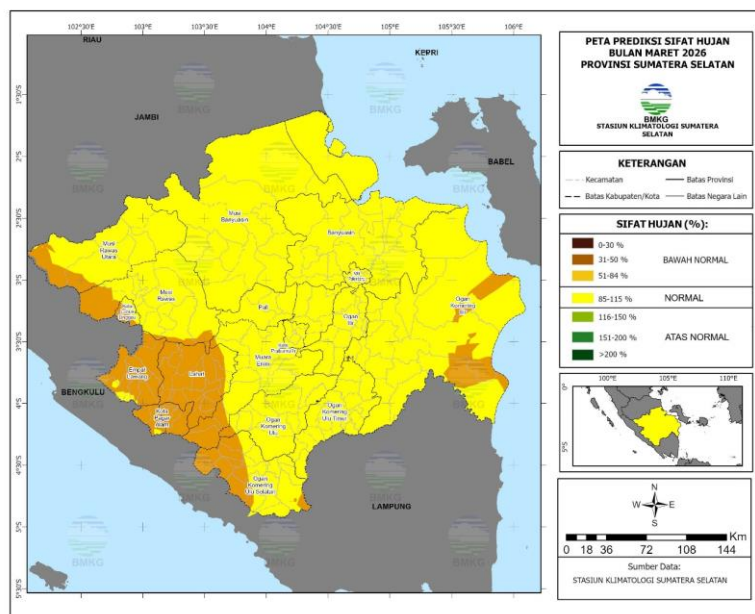 PETA PREDIKSI SIFAT HUJAN
BULAN MARET 2026
PROVINSI SUMATERA SELATAN
BMKG
STASIUN KLIMATOLOGI SUMATERA
SELATAN
KETERANGAN
Kecamatan
Batas Provinsi
Batas Kabupaten/Kota
Batas Negara Lain
SIFAT HUJAN (%):
0-30 %
31-50 %
BAWAH NORMAL
51-84 %
85-115 %
NORMAL
116-150 %
151-200 %
ATAS NORMAL
>200 %
100°E
105°E
110°E
0°
5°S
N
W
E
S
Km
0 18 36 72 108 144
Sumber Data:
STASIUN KLIMATOLOGI SUMATERA SELATAN
102°30'E
103°E
103°30'E
104°E
104°30'E
105°E
105°30'E
106°E
1°30'S
2°S
2°30'S
3°S
3°30'S
4°S
4°30'S
5°S
5°30'S
RIAU
KEPRI
JAMBI
BABEL
BENGKULU
LAMPUNG
Musi
Banyuasin
Banyuasin
Musi
Rawas
Utara
Musi
Rawas
Pali
Ogan
Ilir
Ogan
Komering
Muara
Enim
Empat
Lawang
Lahat
Kota
Pagar
Alam
Ogan
Komering
Ulu
Ogan
Komering
Ulu Timur
Ogan
Komering
Ulu Selatan
BMKG